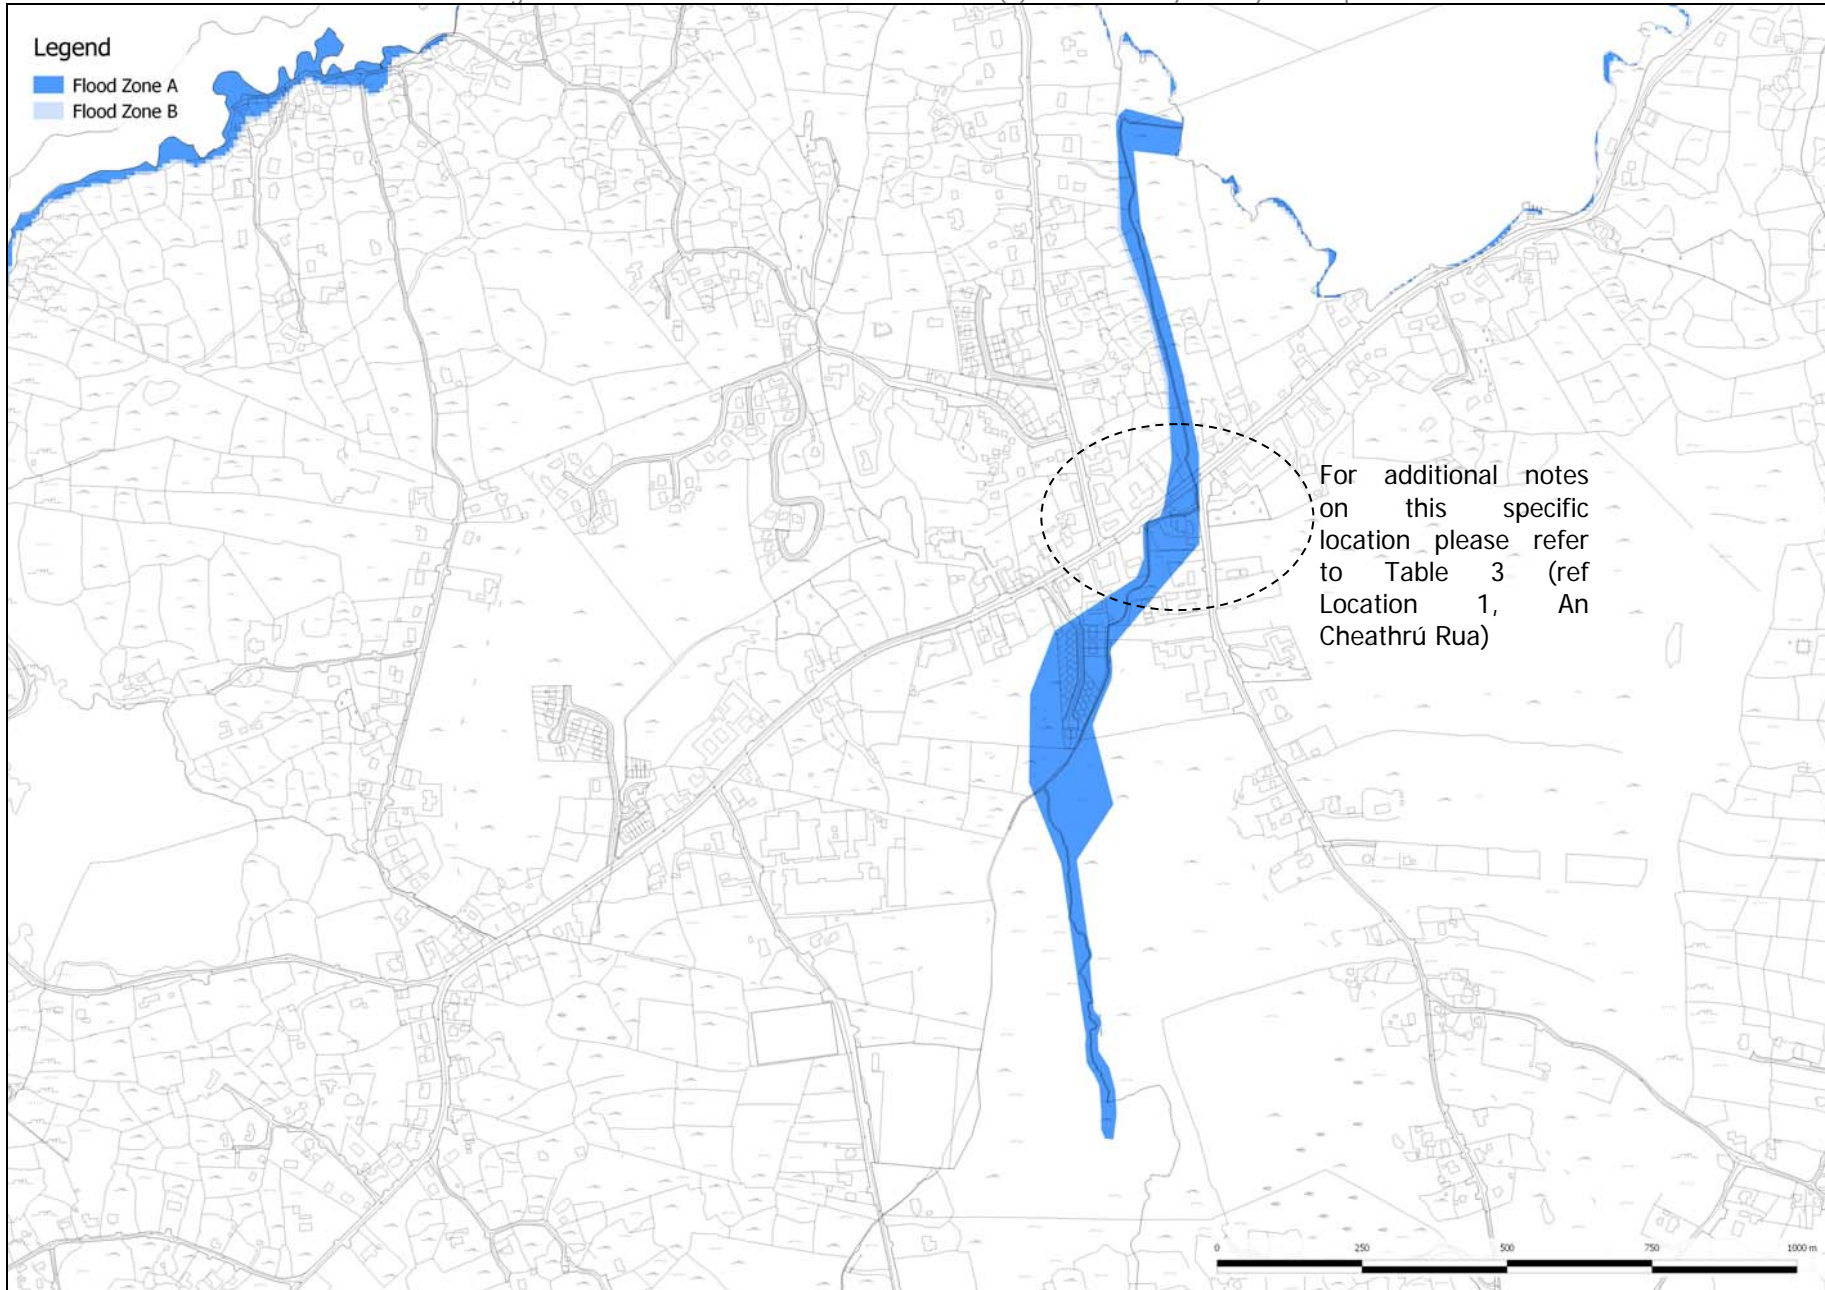 Legend
Flood Zone A
Flood Zone B
For additional notes
on this specific
location please refer
to Table 3 (ref
Location 1, An
Cheathrú Rua)
0 250 500 750 1000 m